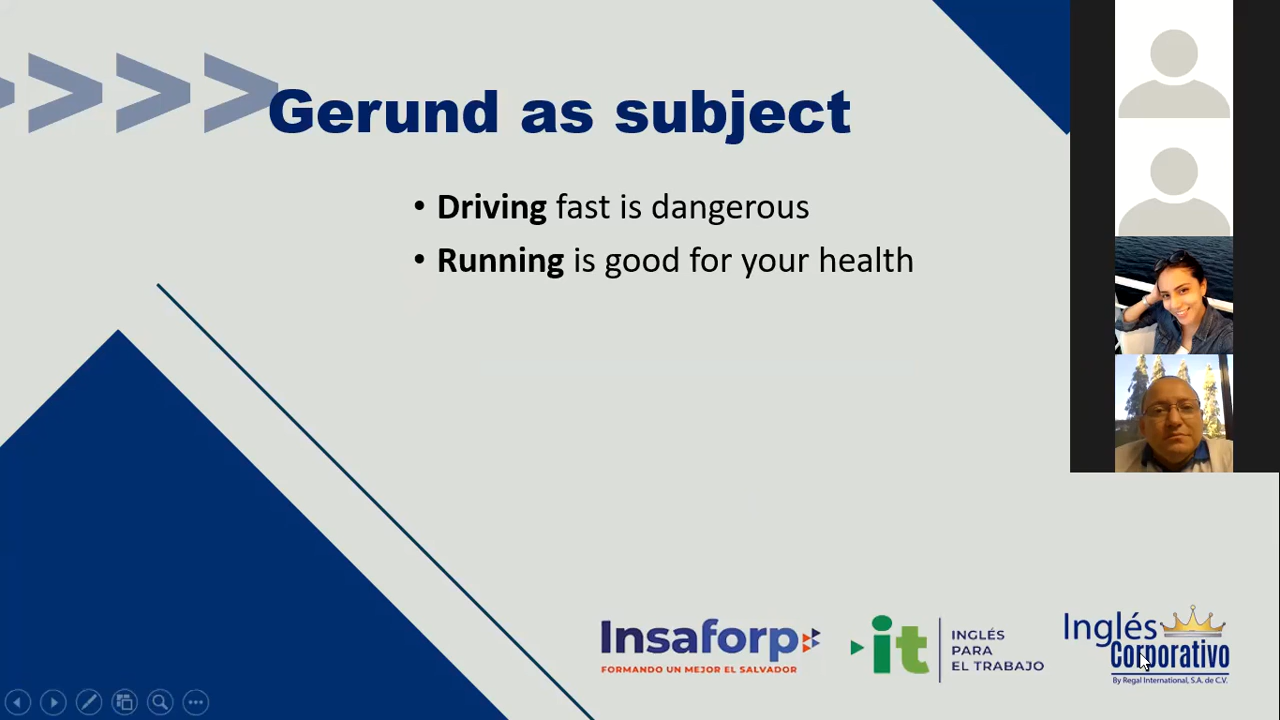 Gerund as subject
• Driving fast is dangerous
• Running is good for your health
Insaforp
FORMANDO UN MEJOR EL SALVADOR
it
INGLÉS
PARA
EL TRABAJO
Inglés
Corporativo
By Regal International, S.A. de C.V.